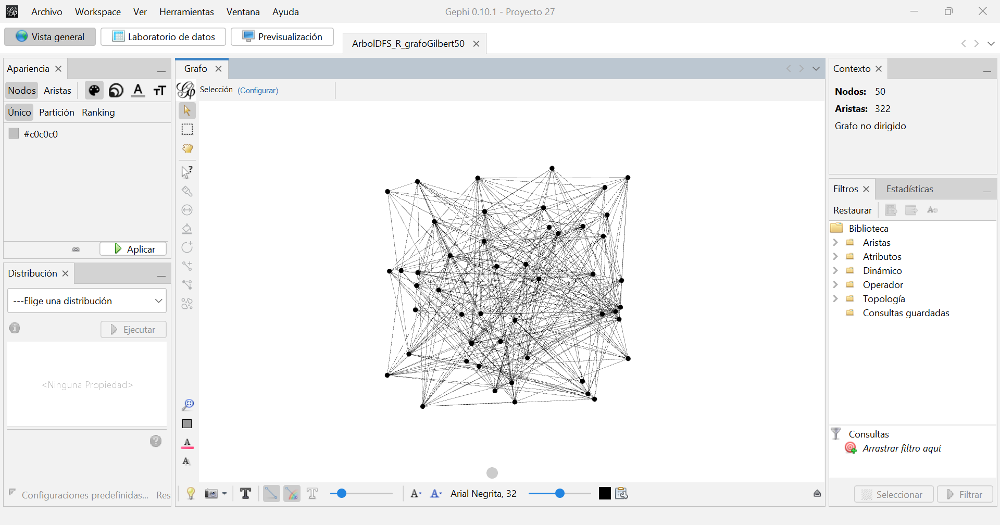 Archivo Workspace Ver Herramientas Ventana Ayuda
Gephi 0.10.1 - Proyecto 27
Vista general
Laboratorio de datos
Previsualización
ArbolDFS_R_grafoGilbert50
Apariencia
Nodos Aristas
Único Partición Ranking
#c0c0c0
Aplicar
Distribución
---Elige una distribución
Ejecutar
<Ninguna Propiedad>
Configuraciones predefinidas... Res
Grafo
Selección (Configurar)
Arial Negrita, 32
Contexto
Nodos: 50
Aristas: 322
Grafo no dirigido
Filtros Estadísticas
Restaurar
Biblioteca
Aristas
Atributos
Dinámico
Operador
Topología
Consultas guardadas
Consultas
Arrastrar filtro aquí
Seleccionar
Filtrar